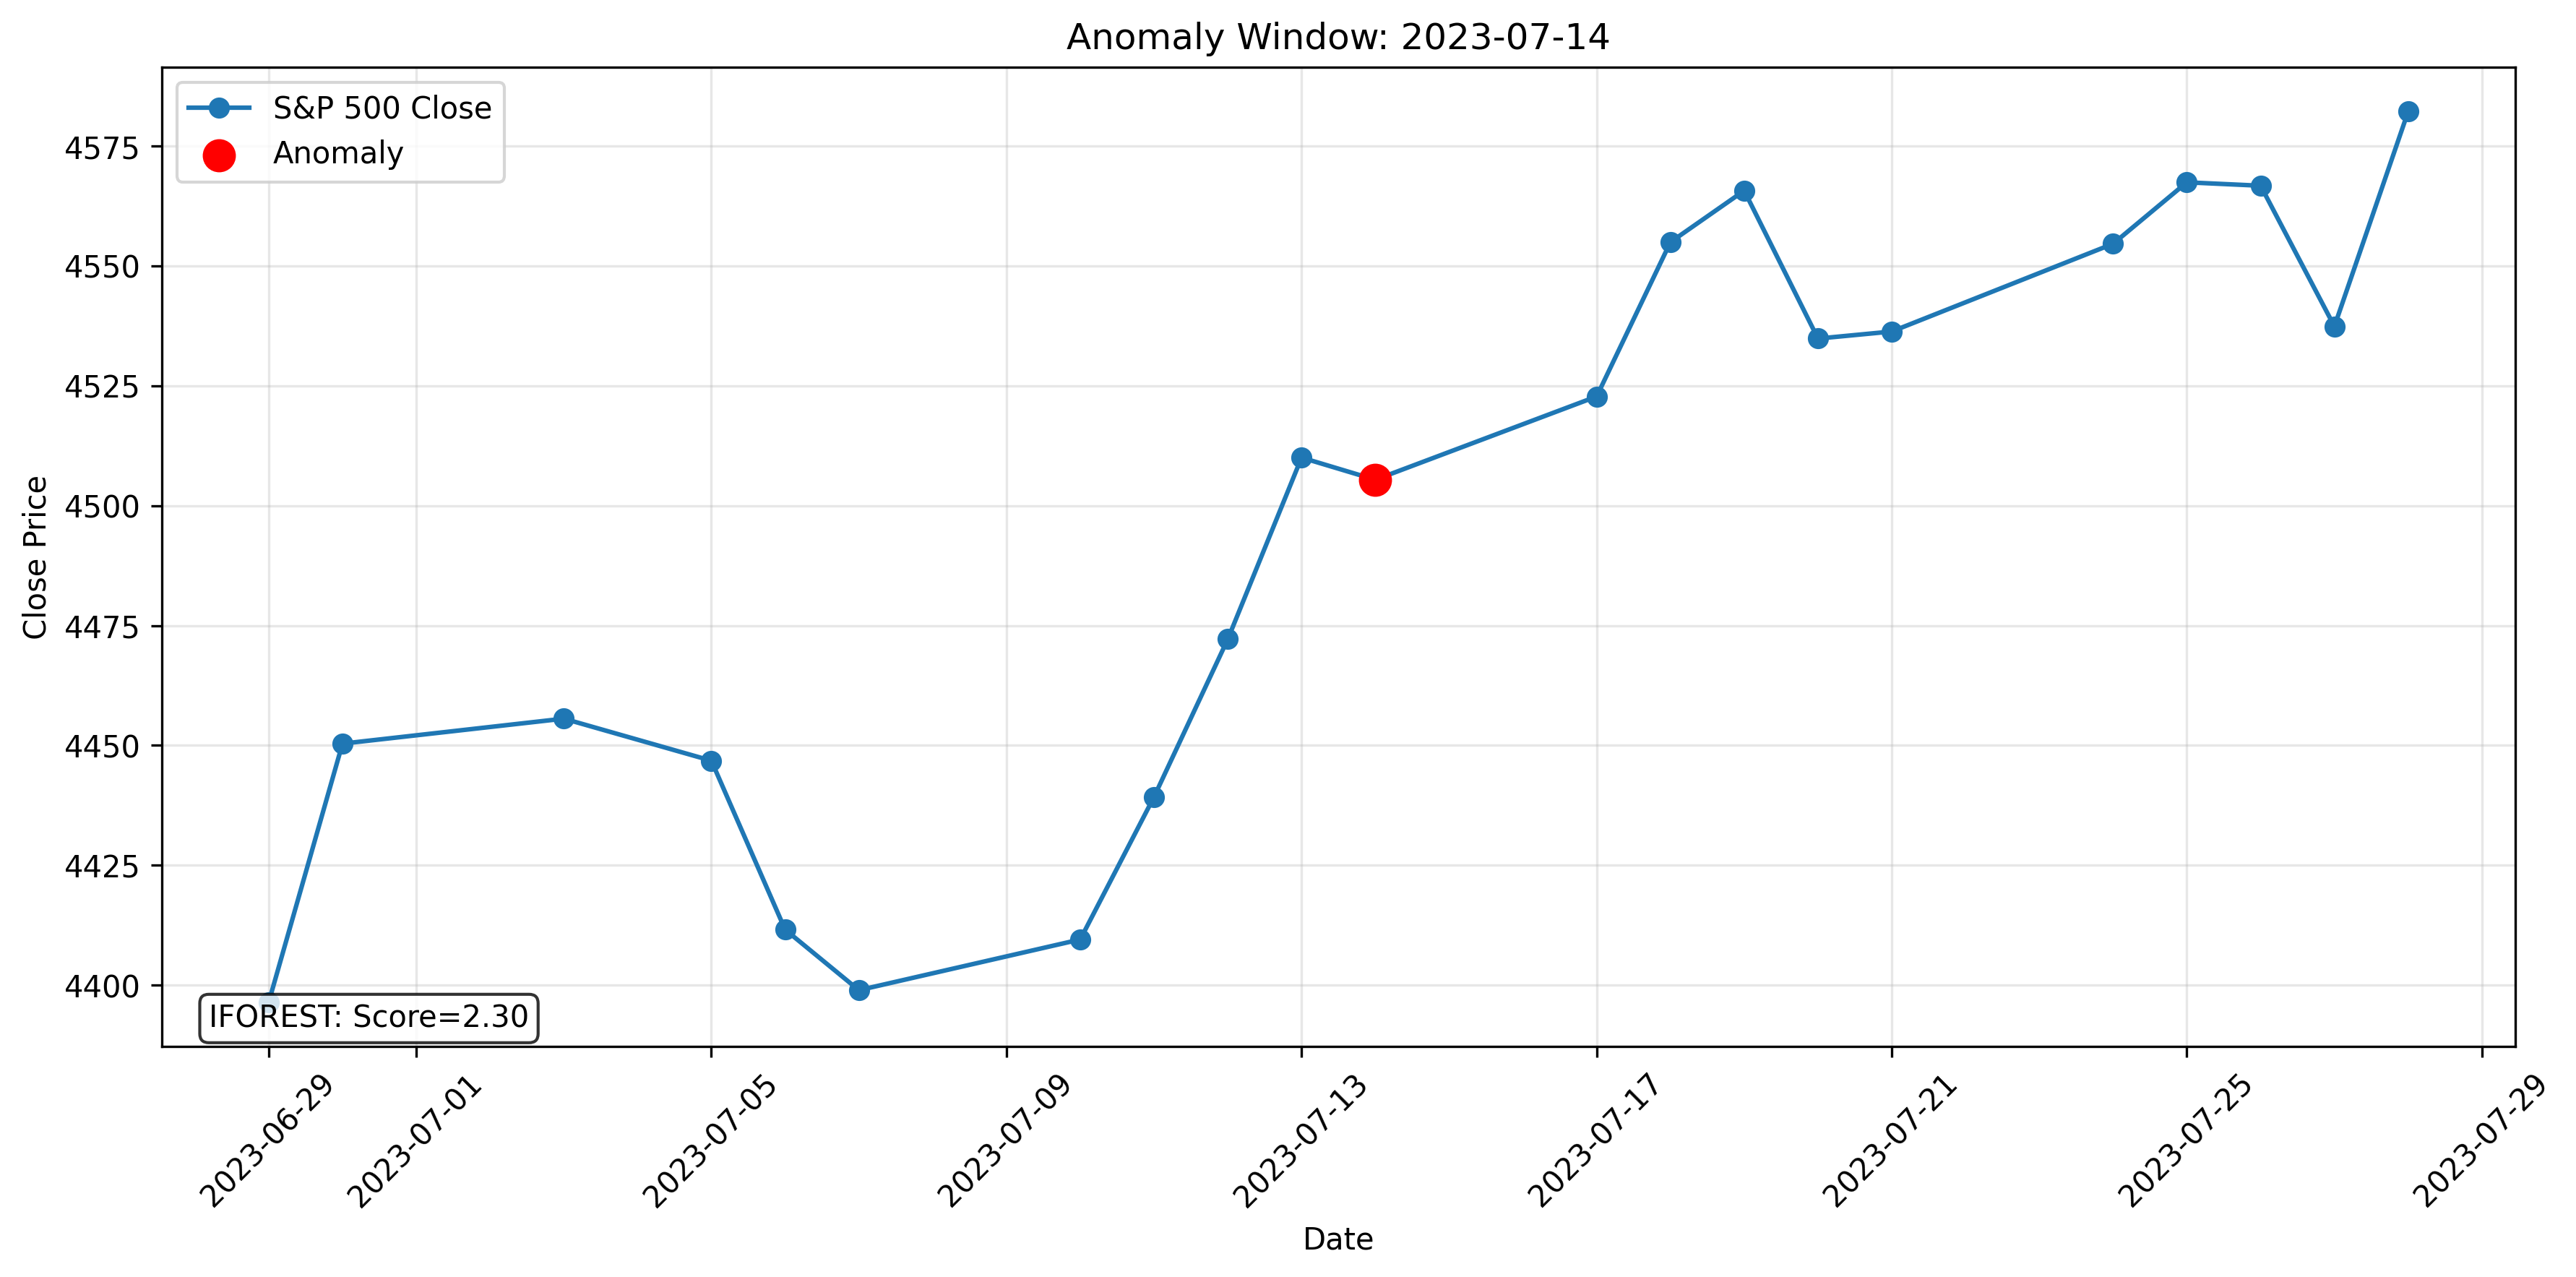 Anomaly Window: 2023-07-14
S&P 500 Close
Anomaly
Close Price
4575
4550
4525
4500
4475
4450
4425
4400
IFOREST: Score=2.30
2023-06-29
2023-07-01
2023-07-05
2023-07-09
2023-07-13
2023-07-17
2023-07-21
2023-07-25
2023-07-29
Date